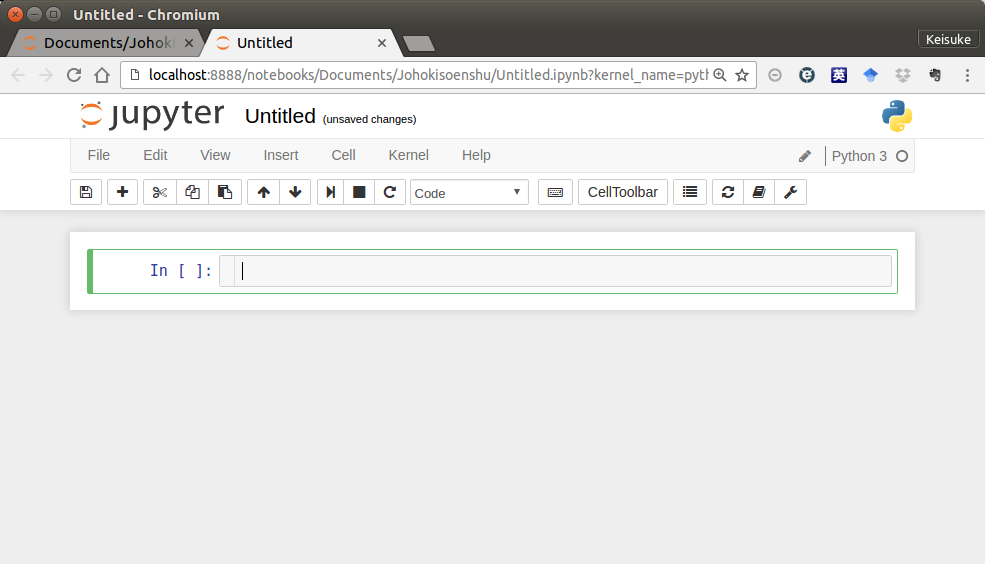 Untitled - Chromium
Documents/Johoki
Untitled
Keisuke
localhost:8888/notebooks/Documents/Johokisoenshu/Untitled.ipynb?kernel_name=pyth
e 英
jupyter Untitled (unsaved changes)
File Edit View Insert Cell Kernel Help Python 3
Code CellToolbar
In [ ]: